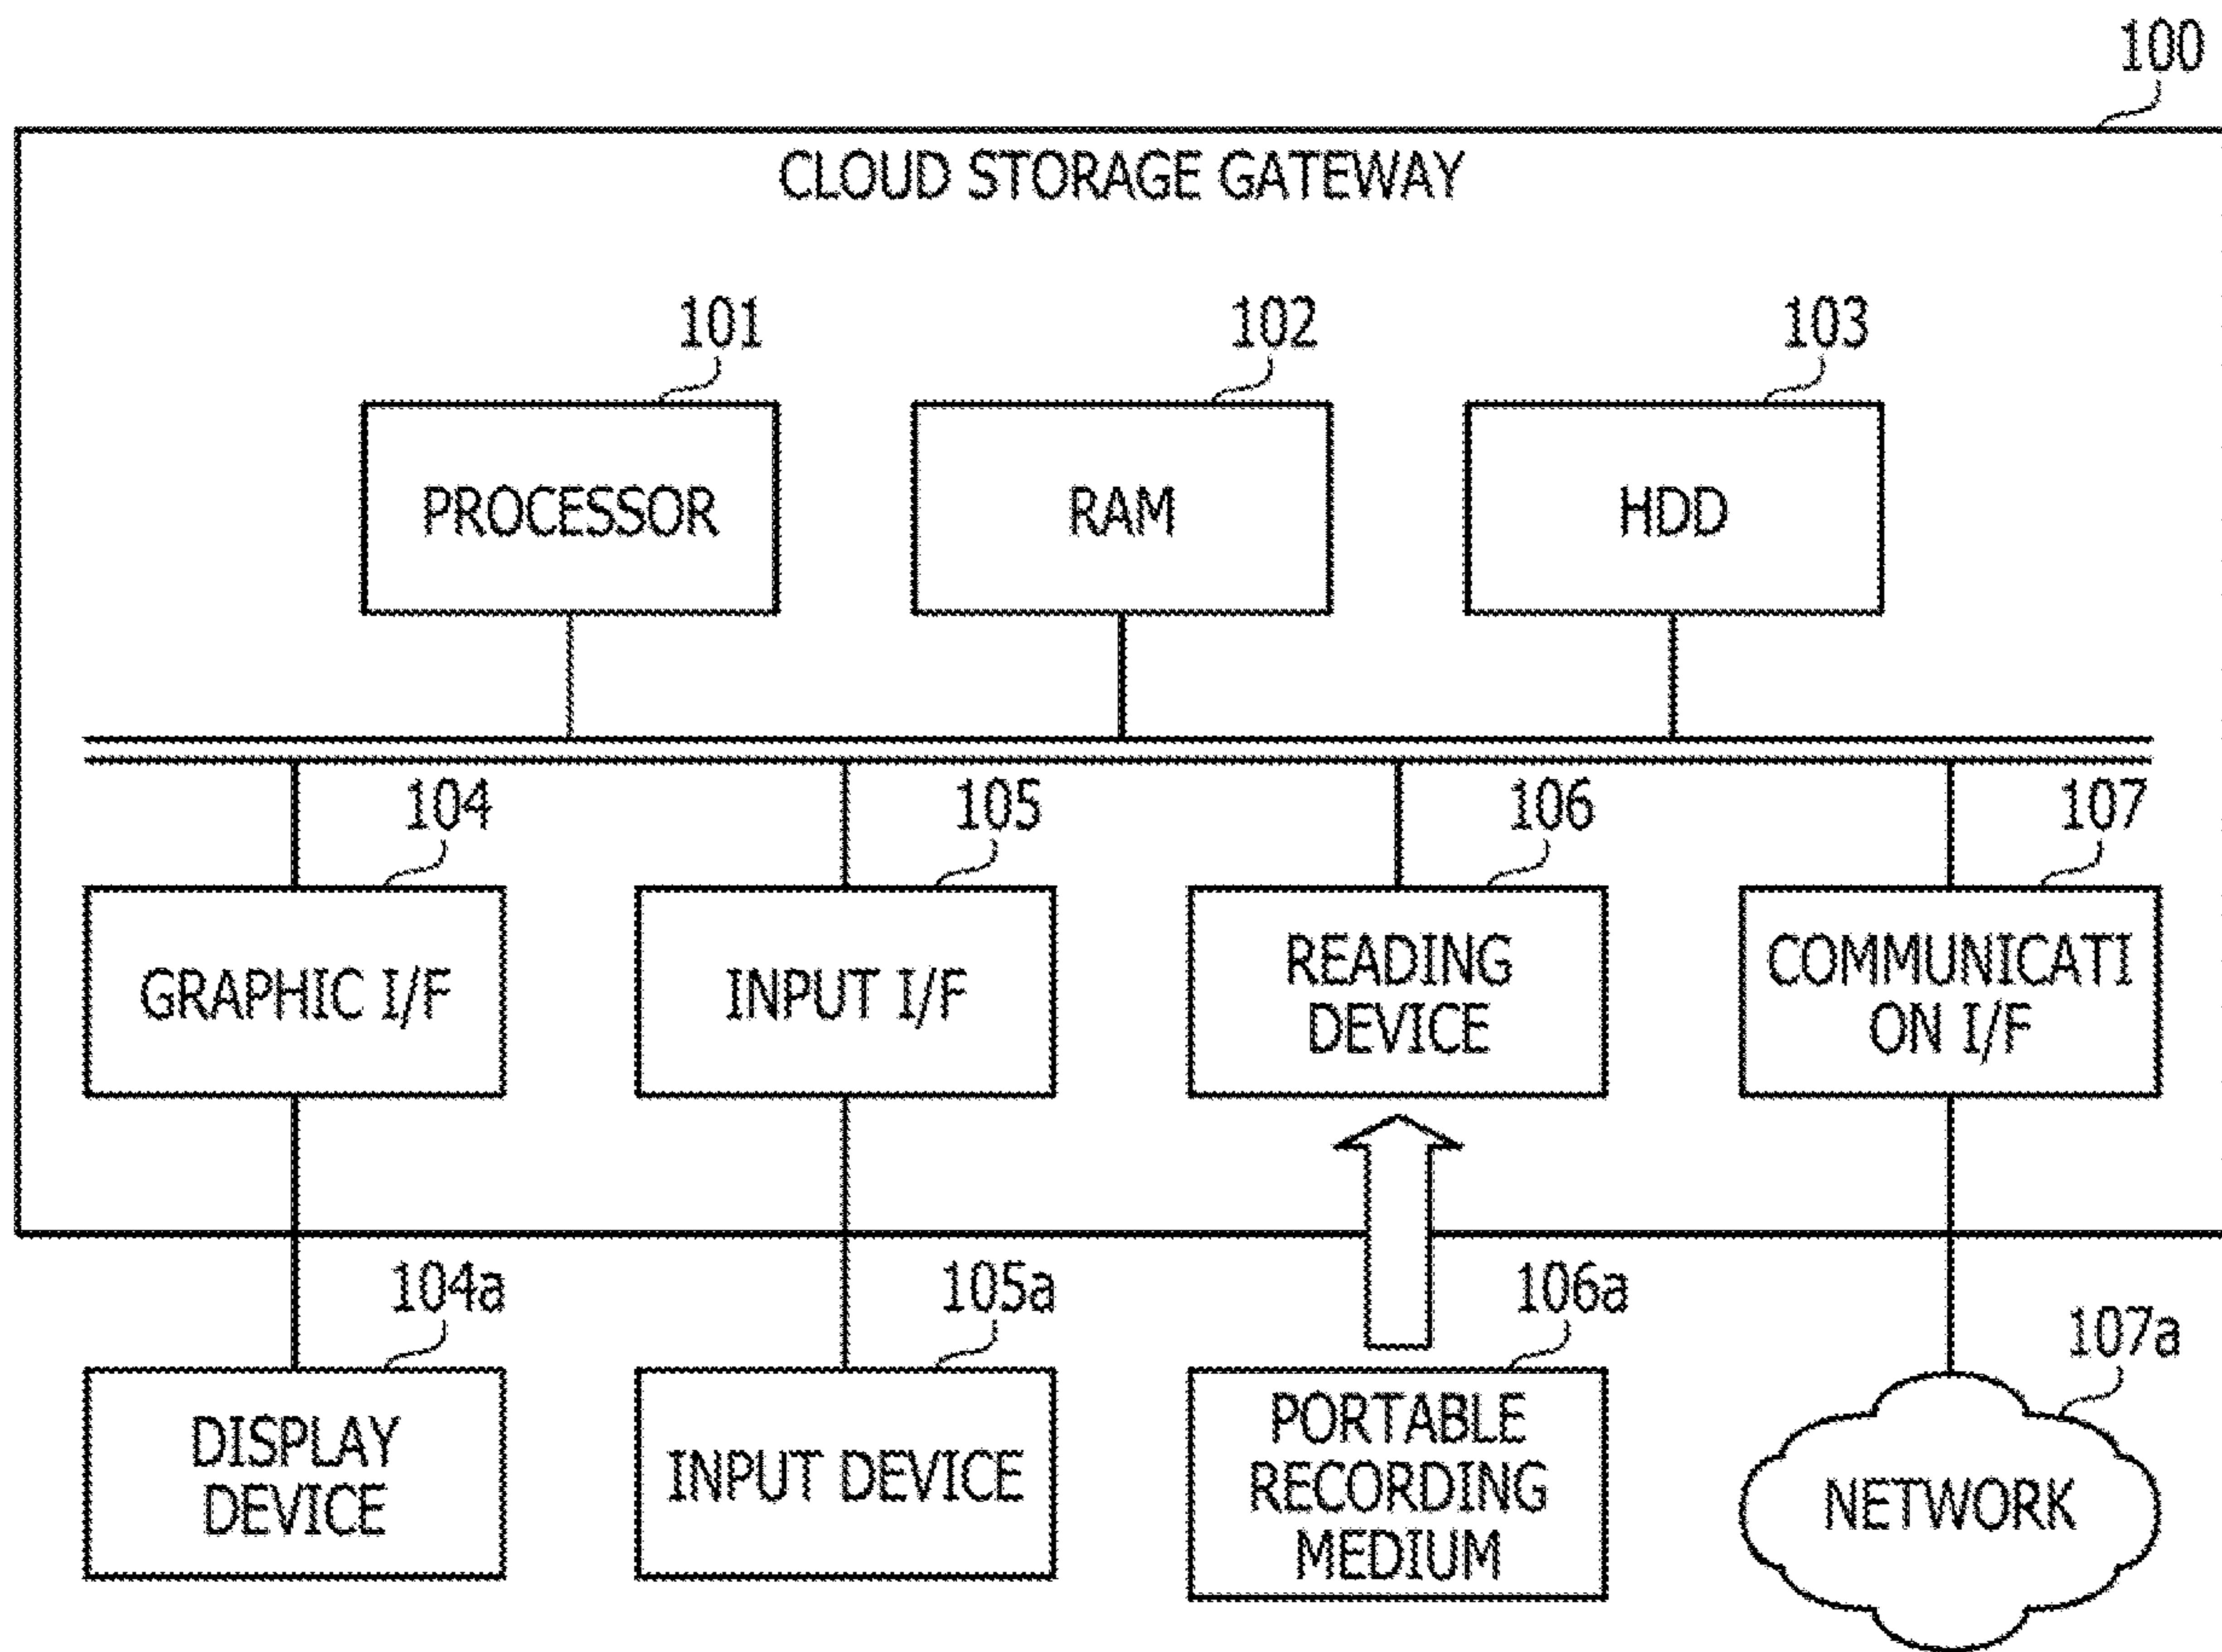 100
CLOUD STORAGE GATEWAY
101
102
103
PROCESSOR
RAM
HDD
104
105
106
107
GRAPHIC I/F
INPUT I/F
READING
DEVICE
COMMUNICATI
ON I/F
104a
105a
106a
107a
DISPLAY
DEVICE
INPUT DEVICE
PORTABLE
RECORDING
MEDIUM
NETWORK